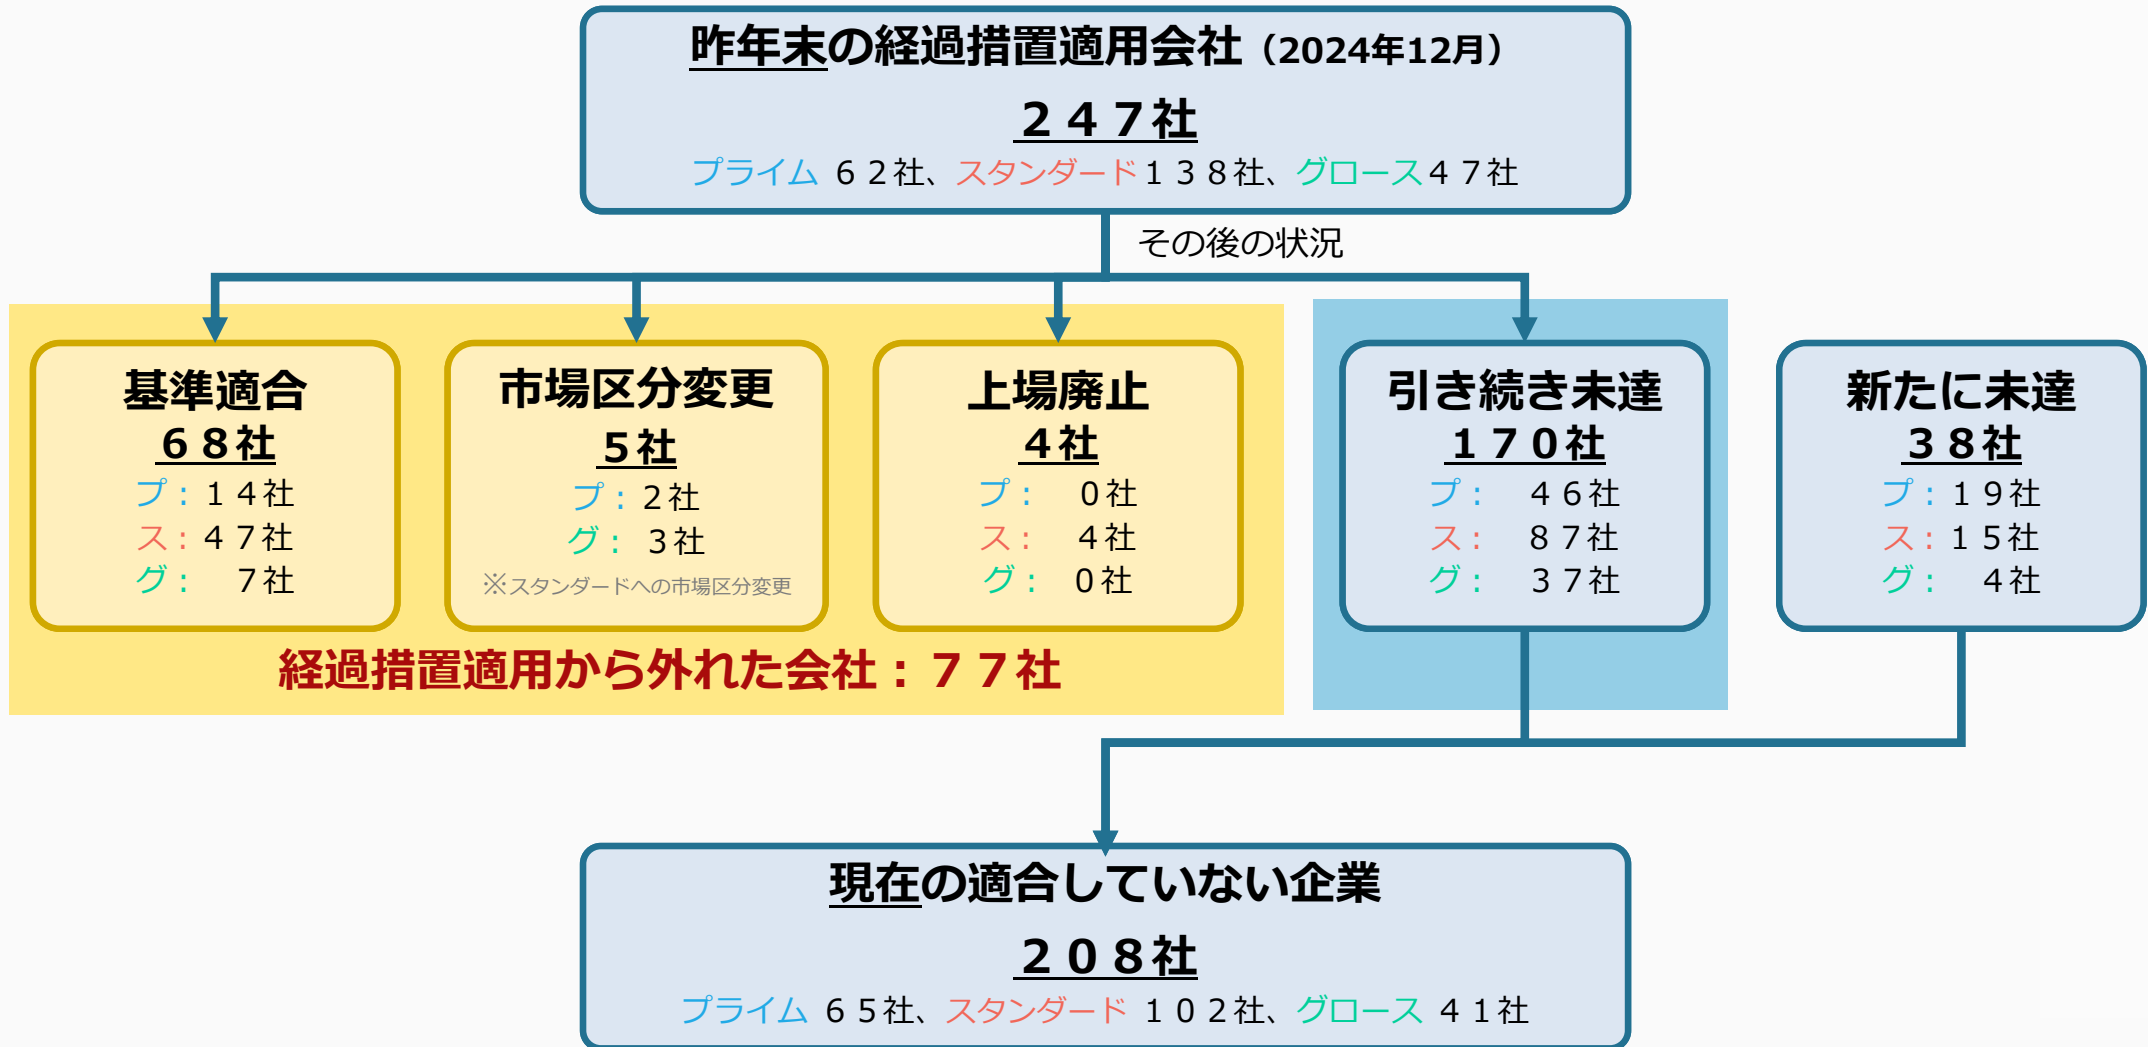 昨年末の経過措置適用会社（2024年12月）
２４７社
プライム ６２社、スタンダード１３８社、グロース４７社
その後の状況
基準適合
６８社
プ：１４社
ス：４７社
グ：　７社
市場区分変更
５社
プ：２社
グ： ３社
※スタンダードへの市場区分変更
上場廃止
４社
プ：　０社
ス：　４社
グ：　０社
経過措置適用から外れた会社：７７社
引き続き未達
１７０社
プ：　４６社
ス：　８７社
グ：　３７社
新たに未達
３８社
プ：１９社
ス：１５社
グ：　４社
現在の適合していない企業
２０８社
プライム ６５社、スタンダード １０２社、グロース ４１社